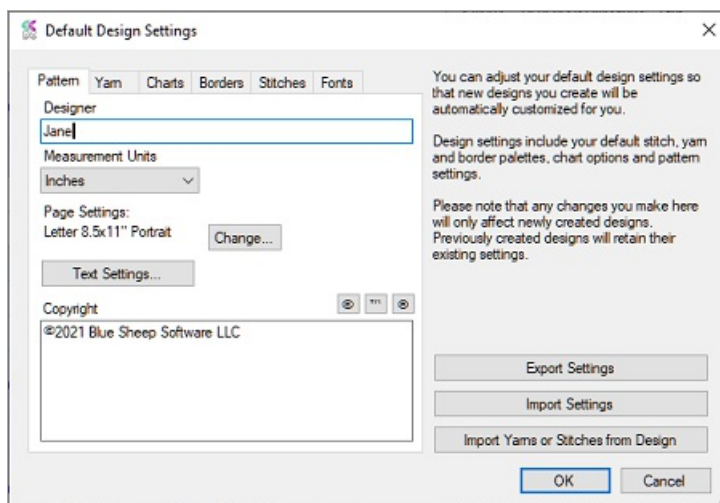 Default Design Settings
Pattern Yarn Charts Borders Stitches Fonts
Designer
Jane
Measurement Units
Inches
Page Settings:
Letter 8.5x11" Portrait
Change...
Text Settings...
Copyright
©2021 Blue Sheep Software LLC
You can adjust your default design settings so
that new designs you create will be
automatically customized for you.
Design settings include your default stitch, yarn
and border palettes, chart options and pattern
settings.
Please note that any changes you make here
will only affect newly created designs.
Previously created designs will retain their
existing settings.
Export Settings
Import Settings
Import Yarns or Stitches from Design
OK Cancel